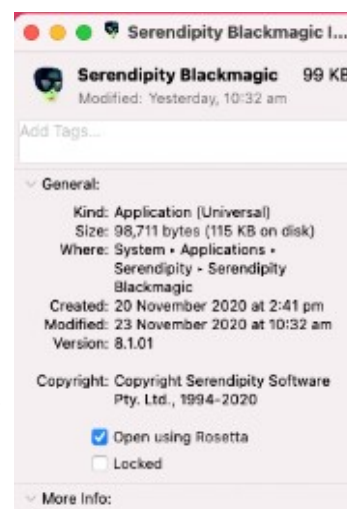 Serendipity Blackmagic I...
Serendipity Blackmagic 99 KB
Modified: Yesterday, 10:32 am
Add Tags...
General:
Kind: Application (Universal)
Size: 98,711 bytes (115 KB on disk)
Where: System • Applications •
Serendipity • Serendipity
Blackmagic
Created: 20 November 2020 at 2:41 pm
Modified: 23 November 2020 at 10:32 am
Version: 8.1.01
Copyright: Copyright Serendipity Software
Pty. Ltd., 1994-2020
Open using Rosetta
Locked
More Info: